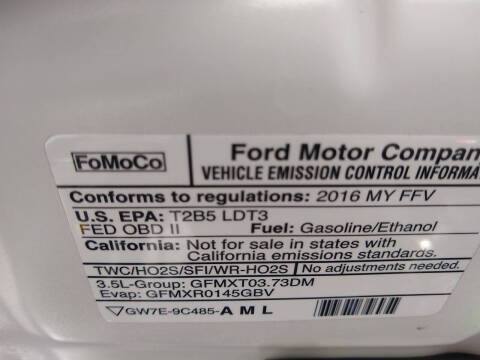 FoMoCo
Ford Motor Compan
VEHICLE EMISSION CONTROL INFORMA
Conforms to regulations: 2016 MY FFV
U.S. EPA: T2B5 LDT3
FED OBD II Fuel: Gasoline/Ethanol
California: Not for sale in states with
California emissions standards.
TWC/HO2S/SFI/WR-HO2S No adjustments needed.
3.5L-Group: GFMXT03.73DM
Evap: GFMXR0145GBV
GW7E-9C485-AML